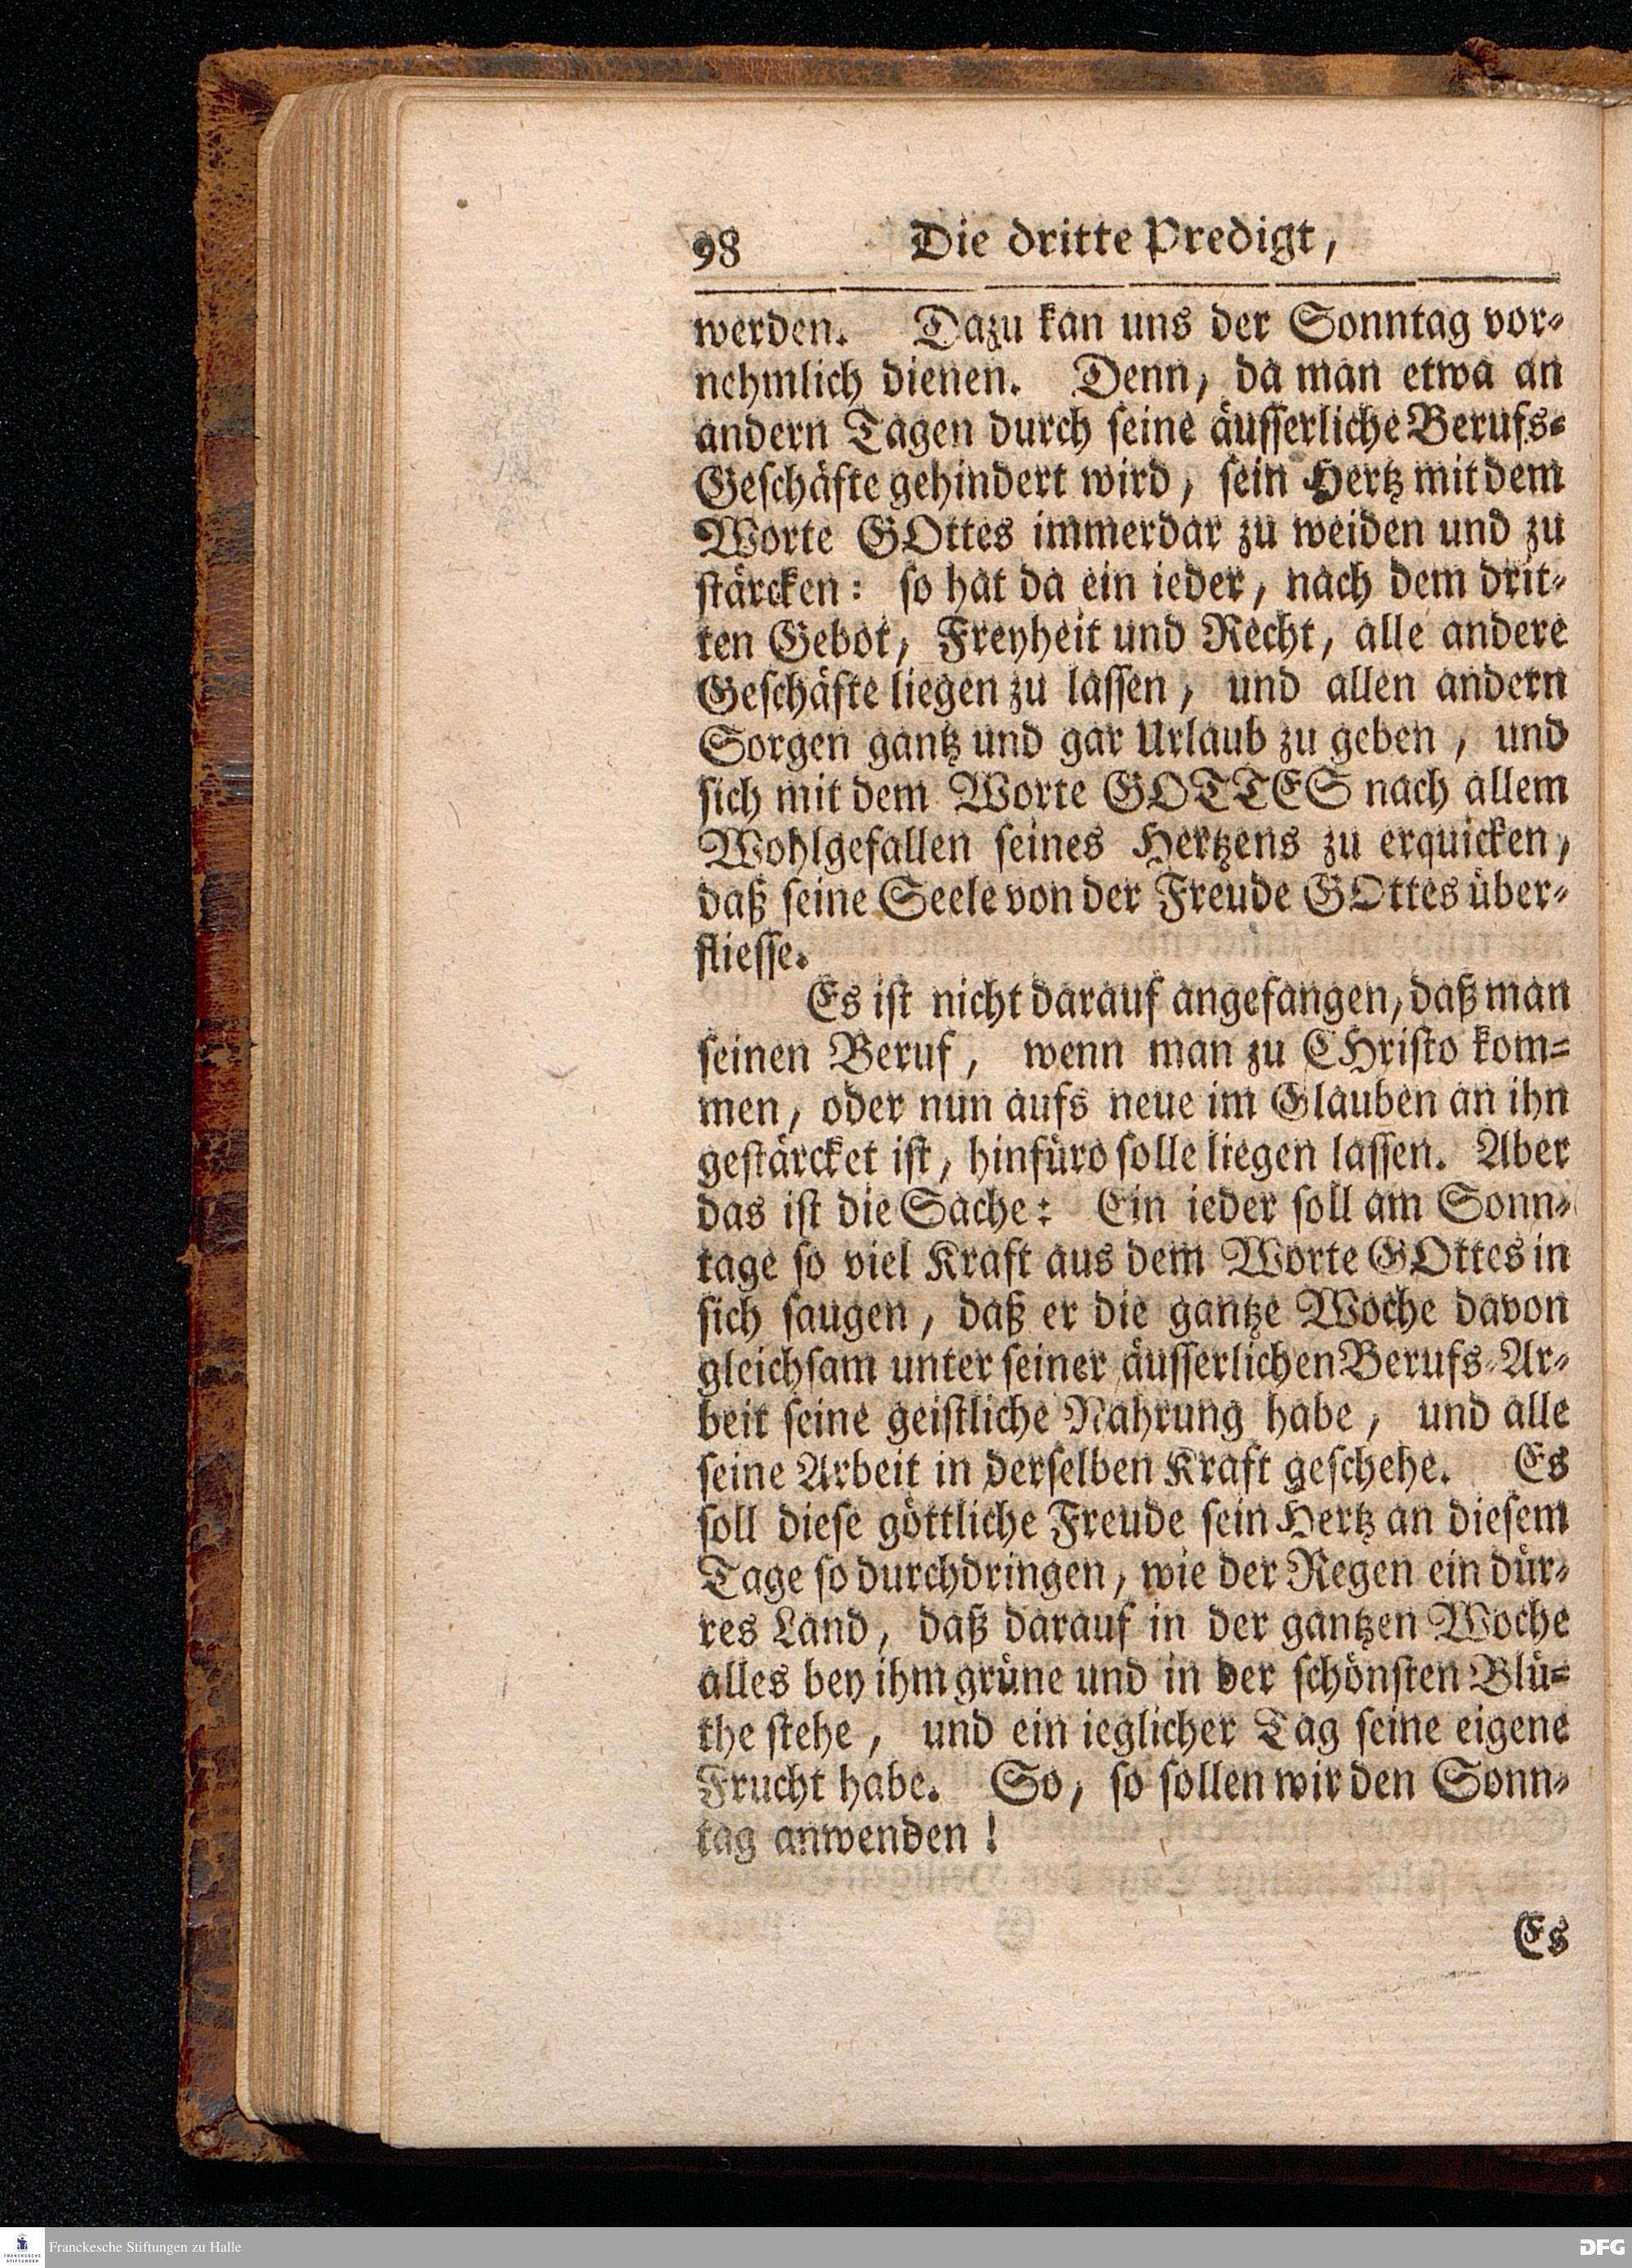 98 Die dritte Predigt,
werden. Dazu kan uns der Sonntag vor-
nehmlich dienen. Denn, da man etwa an
andern Tagen durch seine äusserliche Berufs-
Geschäfte gehindert wird, sein Hertz mit dem
Worte GOttes immerdar zu weiden und zu
stärcken: so hat da ein ieder, nach dem drit-
ten Gebot, Freyheit und Recht, alle andere
Geschäfte liegen zu lassen, und allen andern
Sorgen gantz und gar Urlaub zu geben, und
sich mit dem Worte GOTTES nach allem
Wohlgefallen seines Hertzens zu erquicken,
daß seine Seele von der Freude GOttes über-
fliesse.
Es ist nicht darauf angefangen, daß man
seinen Beruf, wenn man zu CHristo kom-
men, oder nun aufs neue im Glauben an ihn
gestärcket ist, hinfüro solle liegen lassen. Aber
das ist die Sache: Ein ieder soll am Sonn-
tage so viel Kraft aus dem Worte GOttes in
sich saugen, daß er die gantze Woche davon
gleichsam unter seiner äusserlichen Berufs-Ar-
beit seine geistliche Nahrung habe, und alle
seine Arbeit in derselben Kraft geschehe. Es
soll diese göttliche Freude sein Hertz an diesem
Tage so durchdringen, wie der Regen ein dür-
res Land, daß darauf in der gantzen Woche
alles bey ihm grüne und in der schönsten Blü-
the stehe, und ein ieglicher Tag seine eigene
Frucht habe. So, so sollen wir den Sonn-
tag anwenden!
Es
FRANCKESCHE
STIFTUNGEN
Franckesche Stiftungen zu Halle
DFG